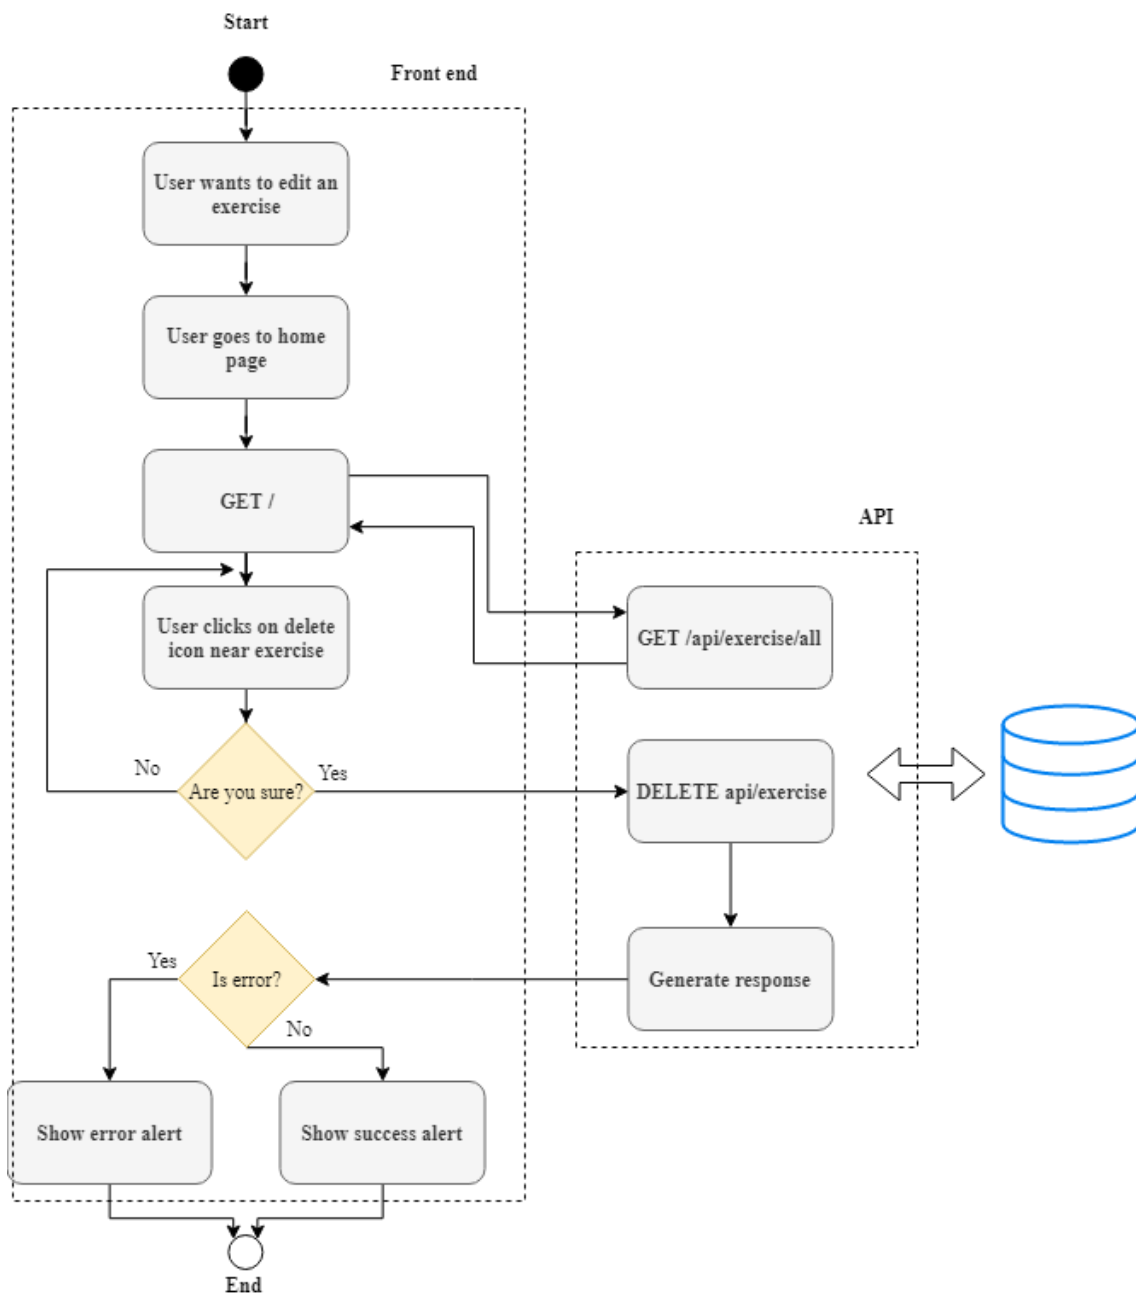 Start
Front end
User wants to edit an
exercise
User goes to home
page
GET /
API
User clicks on delete
icon near exercise
GET /api/exercise/all
No
Yes
Are you sure?
DELETE api/exercise
Yes
Is error?
Generate response
No
Show error alert
Show success alert
End